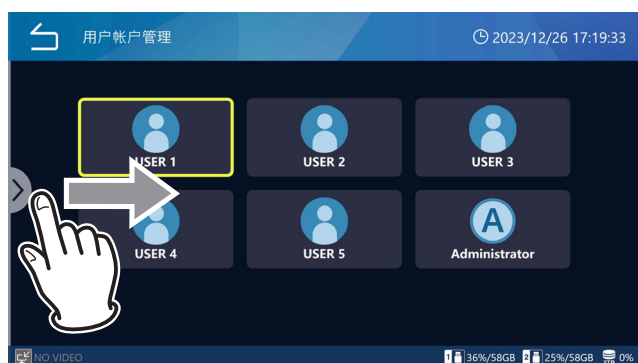 用户帐户管理
2023/12/26 17:19:33
USER 1
USER 2
USER 3
USER 4
USER 5
A
Administrator
NO VIDEO
1 36%/58GB 2 25%/58GB 0%